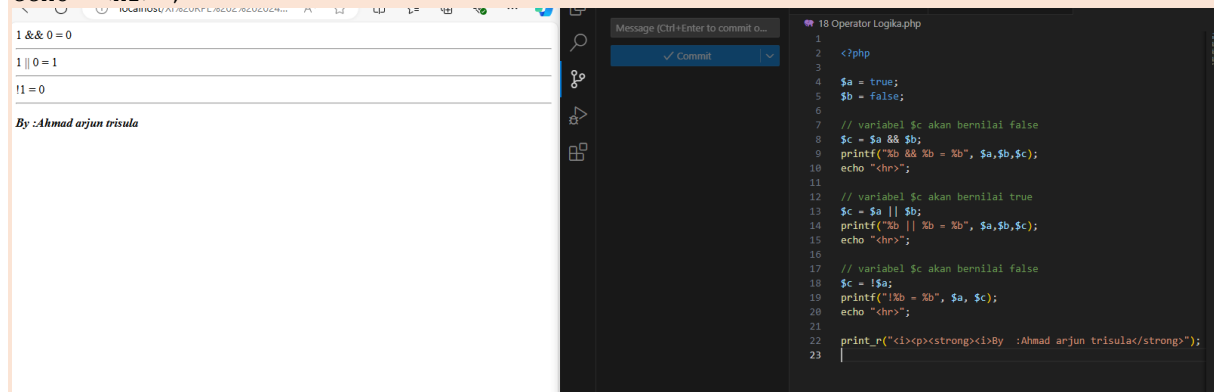 1 && 0 = 0
1 || 0 = 1
!1 = 0
By :Ahmad arjun trisula
Message (Ctrl+Enter to commit o...
✓ Commit
18 Operator Logika.php
1
2 <?php
3
4 $a = true;
5 $b = false;
6
7 // variabel $c akan bernilai false
8 $c = $a && $b;
9 printf("%b && %b = %b", $a,$b,$c);
10 echo "<hr>";
11
12 // variabel $c akan bernilai true
13 $c = $a || $b;
14 printf("%b || %b = %b", $a,$b,$c);
15 echo "<hr>";
16
17 // variabel $c akan bernilai false
18 $c = !$a;
19 printf("!%b = %b", $a, $c);
20 echo "<hr>";
21
22 print_r("<i><p><strong><i>By  :Ahmad arjun trisula</strong>");
23